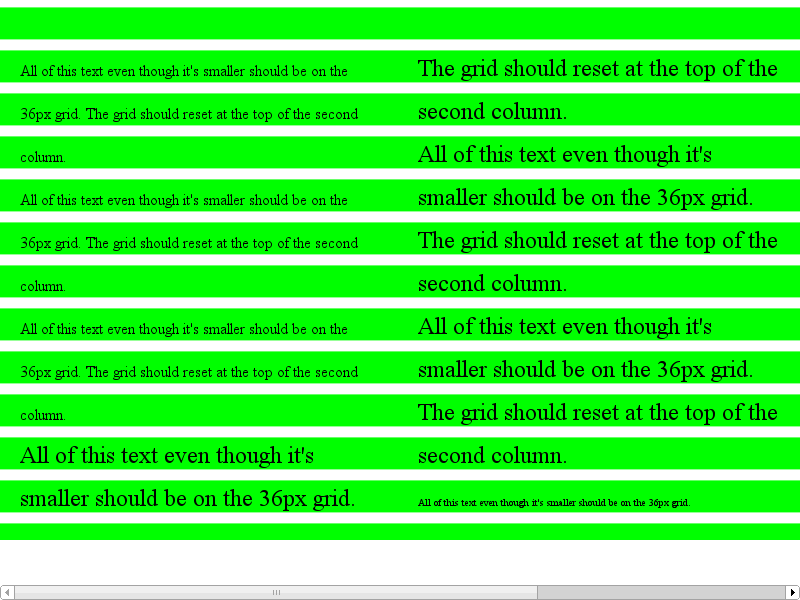 All of this text even though it's smaller should be on the
36px grid. The grid should reset at the top of the second
column.
All of this text even though it's smaller should be on the
36px grid. The grid should reset at the top of the second
column.
All of this text even though it's smaller should be on the
36px grid. The grid should reset at the top of the second
column.
All of this text even though it's
smaller should be on the 36px grid.
The grid should reset at the top of the
second column.
All of this text even though it's
smaller should be on the 36px grid.
The grid should reset at the top of the
second column.
All of this text even though it's
smaller should be on the 36px grid.
The grid should reset at the top of the
second column.
All of this text even though it's smaller should be on the 36px grid.